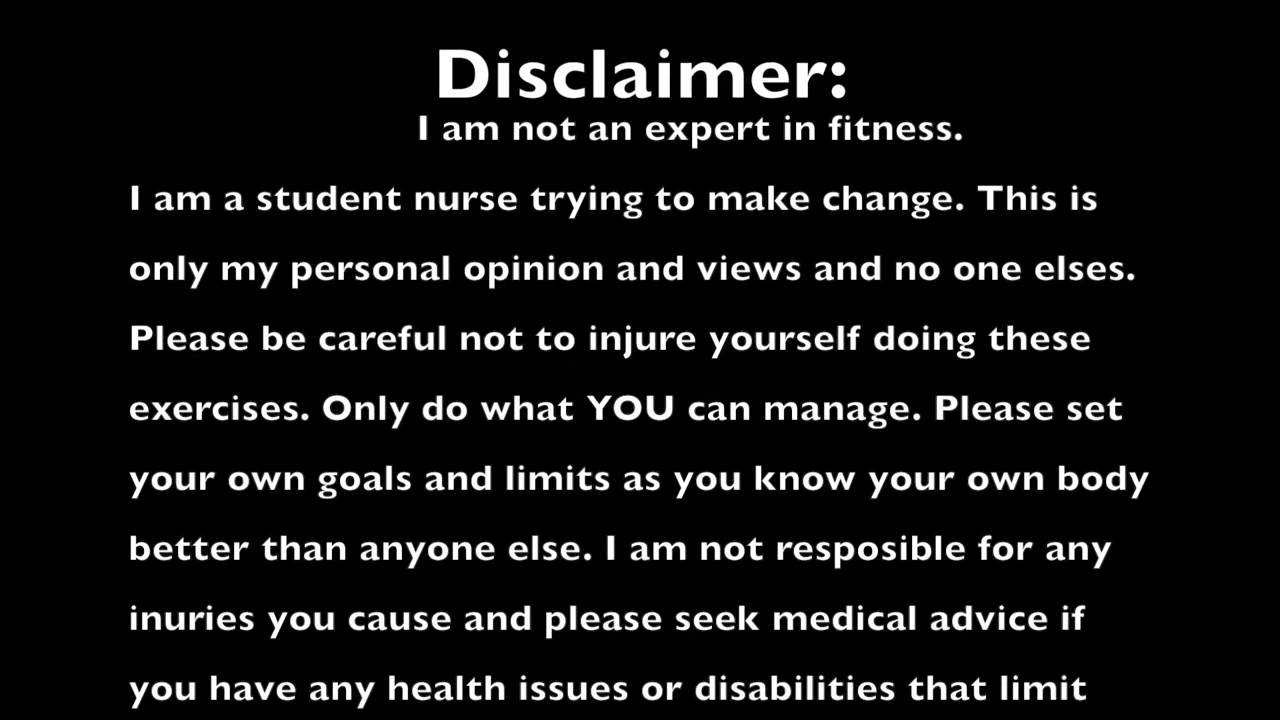 Disclaimer:
I am not an expert in fitness.
I am a student nurse trying to make change. This is
only my personal opinion and views and no one elses.
Please be careful not to injure yourself doing these
exercises. Only do what YOU can manage. Please set
your own goals and limits as you know your own body
better than anyone else. I am not resposible for any
inuries you cause and please seek medical advice if
you have any health issues or disabilities that limit